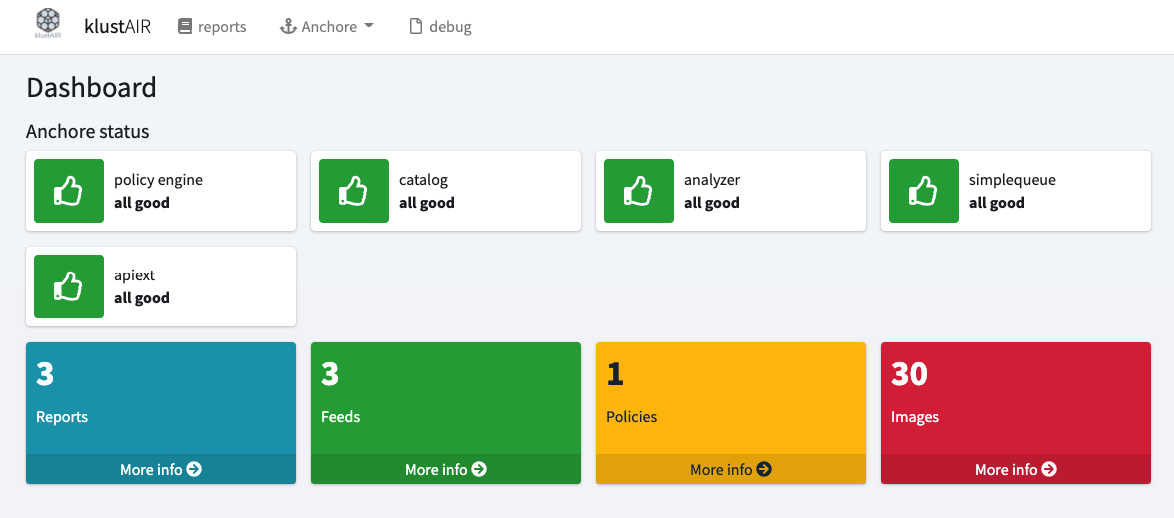 klustAIR
klustAIR
reports
Anchore
debug
Dashboard
Anchore status
policy engine
all good
catalog
all good
analyzer
all good
simplequeue
all good
apiext
all good
3
Reports
More info
3
Feeds
More info
1
Policies
More info
30
Images
More info